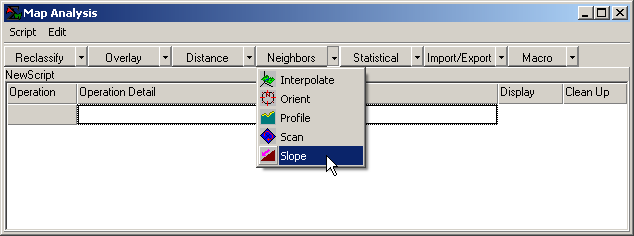 Map Analysis
Script Edit
Reclassify Overlay Distance Neighbors Statistical Import/Export Macro
NewScript
Operation Operation Detail Display Clean Up
Interpolate
Orient
Profile
Scan
Slope